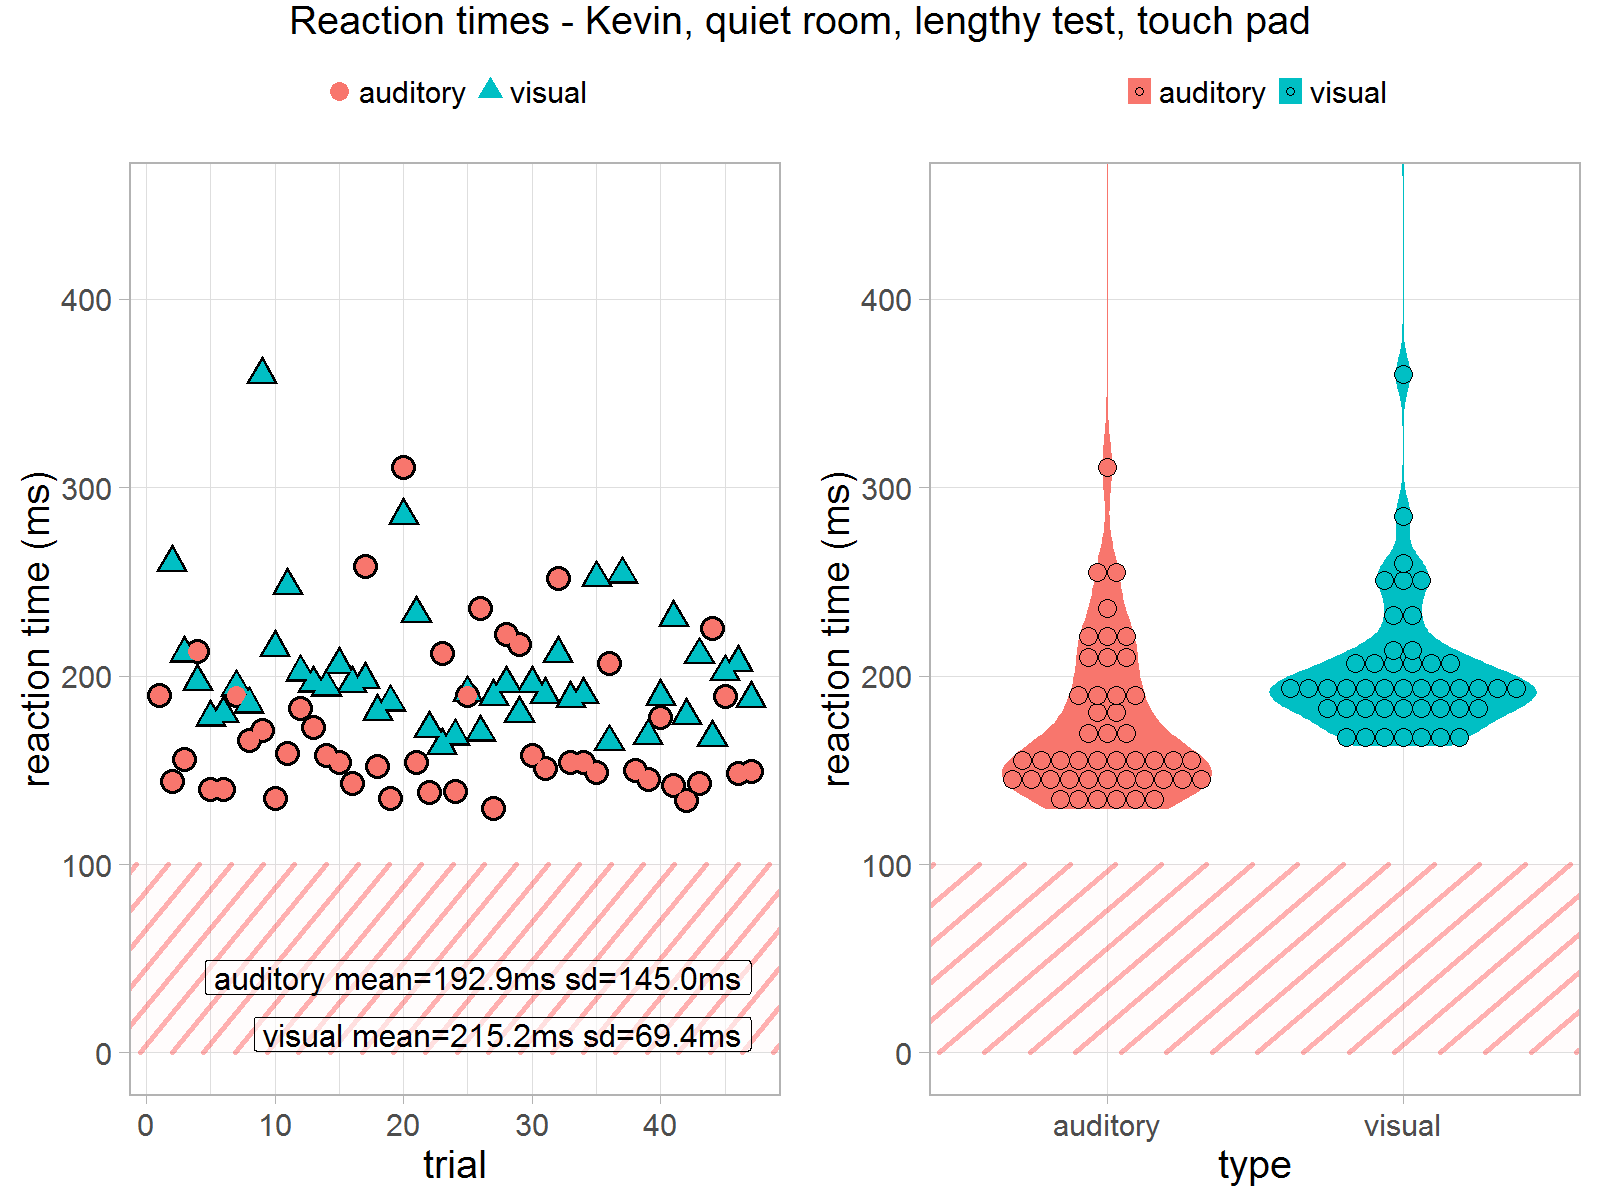 Reaction times - Kevin, quiet room, lengthy test, touch pad
auditory visual
reaction time (ms)
400
300
200
100
0
auditory mean=192.9ms sd=145.0ms
visual mean=215.2ms sd=69.4ms
0 10 20 30 40
trial
auditory visual
reaction time (ms)
400
300
200
100
0
auditory visual
type